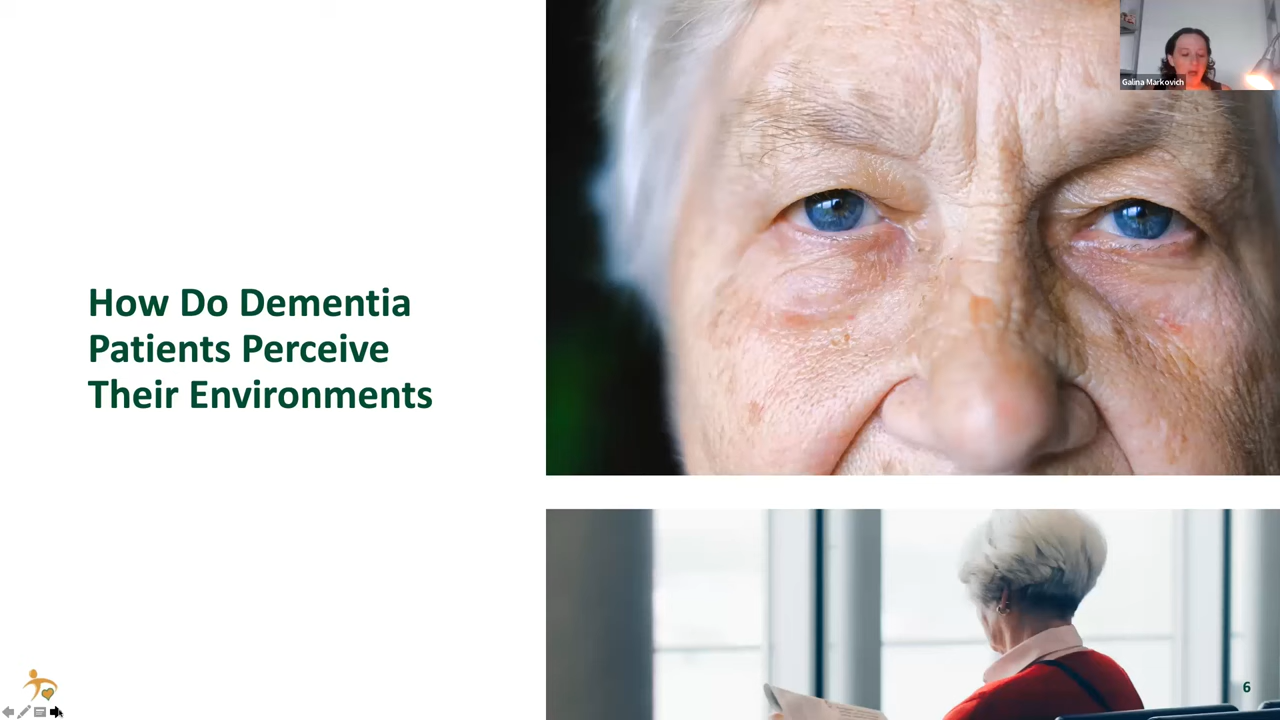 Galina Markovich
How Do Dementia
Patients Perceive
Their Environments
6